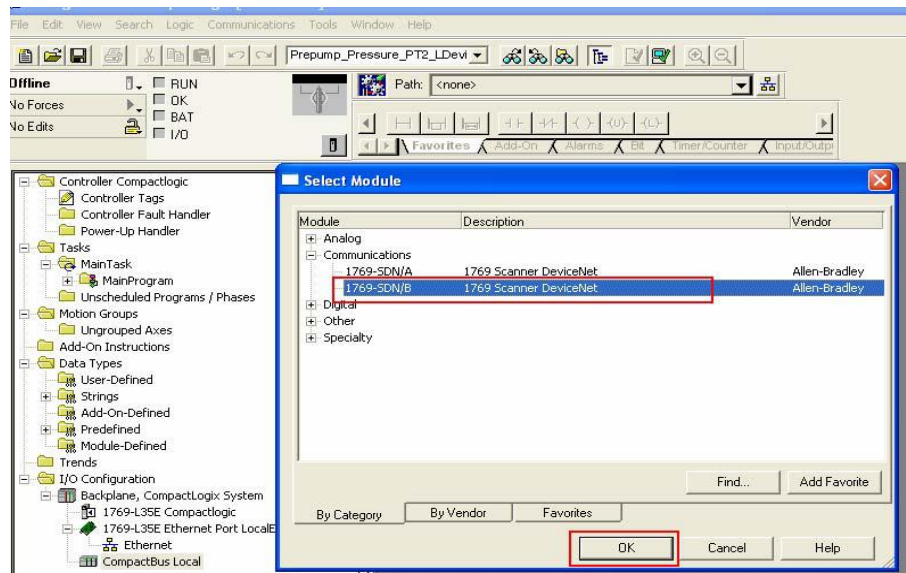 File Edit View Search Logic Communications Tools Window Help
Prepump_Pressure_PT2_LDevi
Offline
RUN
Path: <none>
No Forces
OK
No Edits
BAT
I/O
Favorites Add-On Alarms Bit Timer/Counter Input/Outp
Controller Compactlogic
Controller Tags
Controller Fault Handler
Power-Up Handler
Tasks
MainTask
MainProgram
Unscheduled Programs / Phases
Motion Groups
Ungrouped Axes
Add-On Instructions
Data Types
User-Defined
Strings
Add-On-Defined
Predefined
Module-Defined
Trends
I/O Configuration
Backplane, CompactLogix System
1769-L35E Compactlogic
1769-L35E Ethernet Port LocalE
Ethernet
CompactBus Local
Select Module
Module Description Vendor
Analog
Communications
1769-SDN/A 1769 Scanner DeviceNet Allen-Bradley
1769-SDN/B 1769 Scanner DeviceNet Allen-Bradley
Digital
Other
Specialty
Find... Add Favorite
By Category By Vendor Favorites
OK Cancel Help